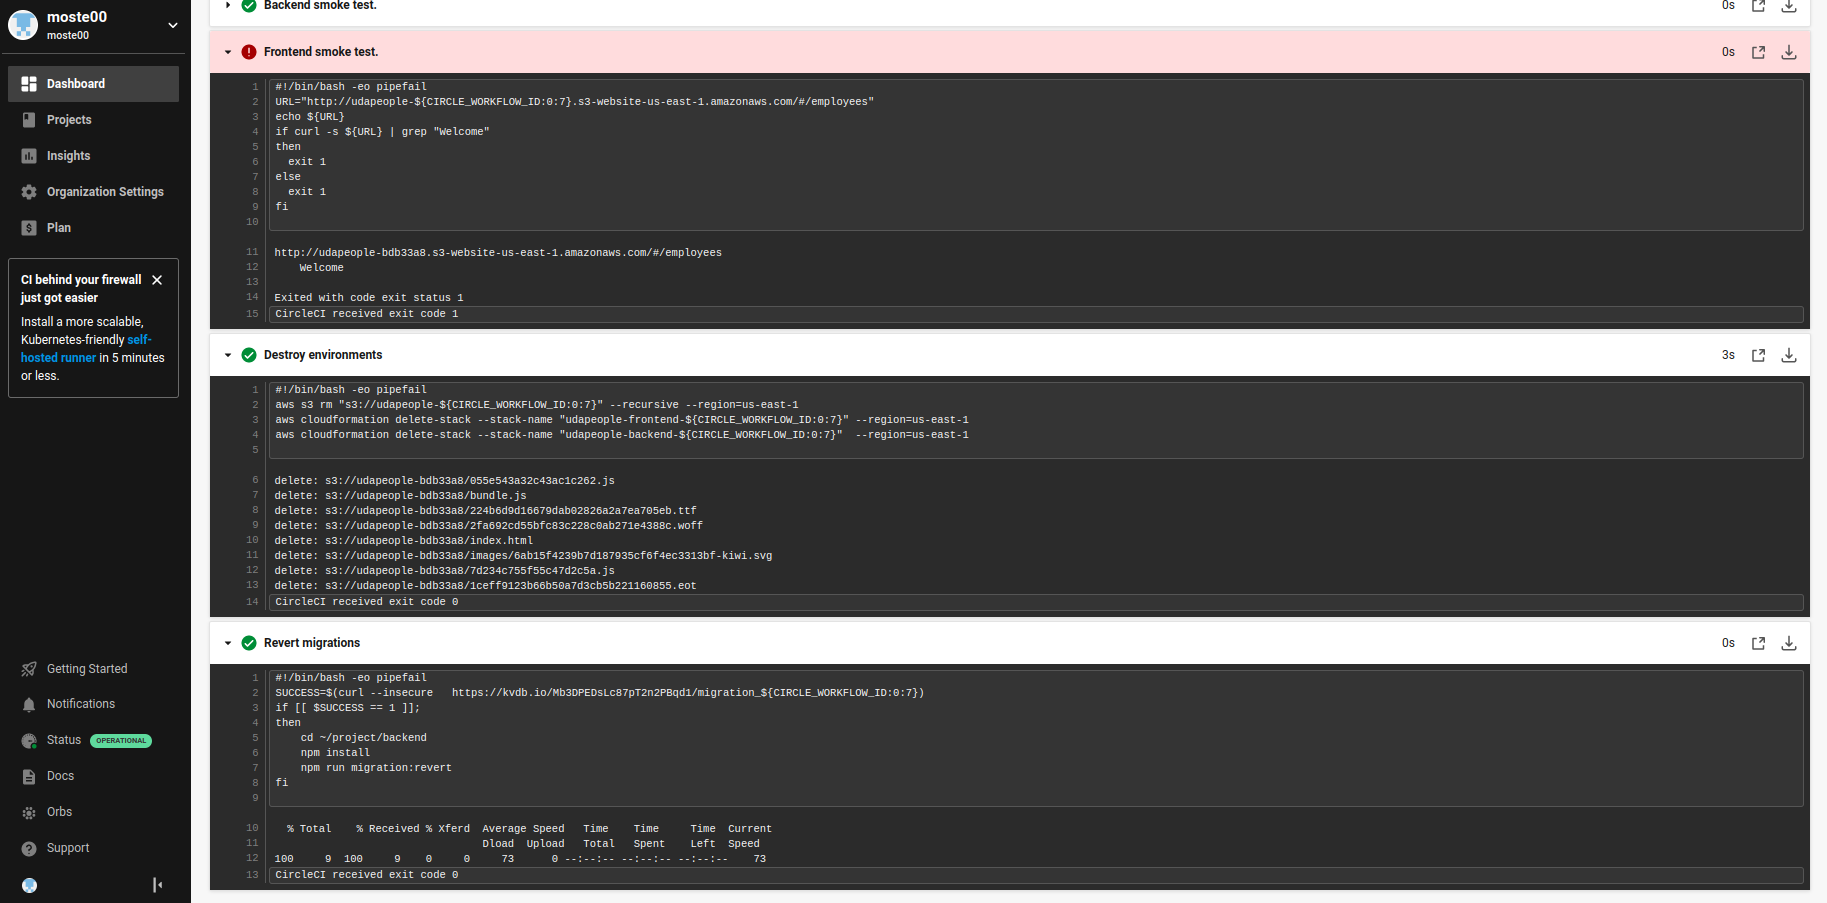 moste00
moste00
Dashboard
Projects
Insights
Organization Settings
Plan
CI behind your firewall
just got easier
Install a more scalable,
Kubernetes-friendly self-
hosted runner in 5 minutes
or less.
Getting Started
Notifications
Status OPERATIONAL
Docs
Orbs
Support
Backend smoke test. 0s
Frontend smoke test. 0s
1 #!/bin/bash -eo pipefail
2 URL="http://udapeople-${CIRCLE_WORKFLOW_ID:0:7}.s3-website-us-east-1.amazonaws.com/#/employees"
3 echo ${URL}
4 if curl -s ${URL} | grep "Welcome"
5 then
6   exit 1
7 else
8   exit 1
9 fi
10
11 http://udapeople-bdb33a8.s3-website-us-east-1.amazonaws.com/#/employees
12     Welcome
13
14 Exited with code exit status 1
15 CircleCI received exit code 1
Destroy environments 3s
1 #!/bin/bash -eo pipefail
2 aws s3 rm "s3://udapeople-${CIRCLE_WORKFLOW_ID:0:7}" --recursive --region=us-east-1
3 aws cloudformation delete-stack --stack-name "udapeople-frontend-${CIRCLE_WORKFLOW_ID:0:7}" --region=us-east-1
4 aws cloudformation delete-stack --stack-name "udapeople-backend-${CIRCLE_WORKFLOW_ID:0:7}"  --region=us-east-1
5
6 delete: s3://udapeople-bdb33a8/055e543a32c43ac1c262.js
7 delete: s3://udapeople-bdb33a8/bundle.js
8 delete: s3://udapeople-bdb33a8/224b6d9d16679dab02826a2a7ea705eb.ttf
9 delete: s3://udapeople-bdb33a8/2fa692cd55bfc83c228c0ab271e4388c.woff
10 delete: s3://udapeople-bdb33a8/index.html
11 delete: s3://udapeople-bdb33a8/images/6ab15f4239b7d187935cf6f4ec3313bf-kiwi.svg
12 delete: s3://udapeople-bdb33a8/7d234c755f55c47d2c5a.js
13 delete: s3://udapeople-bdb33a8/1ceff9123b66b50a7d3cb5b221160855.eot
14 CircleCI received exit code 0
Revert migrations 0s
1 #!/bin/bash -eo pipefail
2 SUCCESS=$(curl --insecure   https://kvdb.io/Mb3DPEDsLc87pT2n2PBqd1/migration_${CIRCLE_WORKFLOW_ID:0:7})
3 if [[ $SUCCESS == 1 ]];
4 then
5     cd ~/project/backend
6     npm install
7     npm run migration:revert
8 fi
9
10   % Total    % Received % Xferd  Average Speed   Time    Time     Time  Current
11                                  Dload  Upload   Total   Spent    Left  Speed
12 100     9  100     9    0     0     73      0 --:--:-- --:--:-- --:--:--    73
13 CircleCI received exit code 0